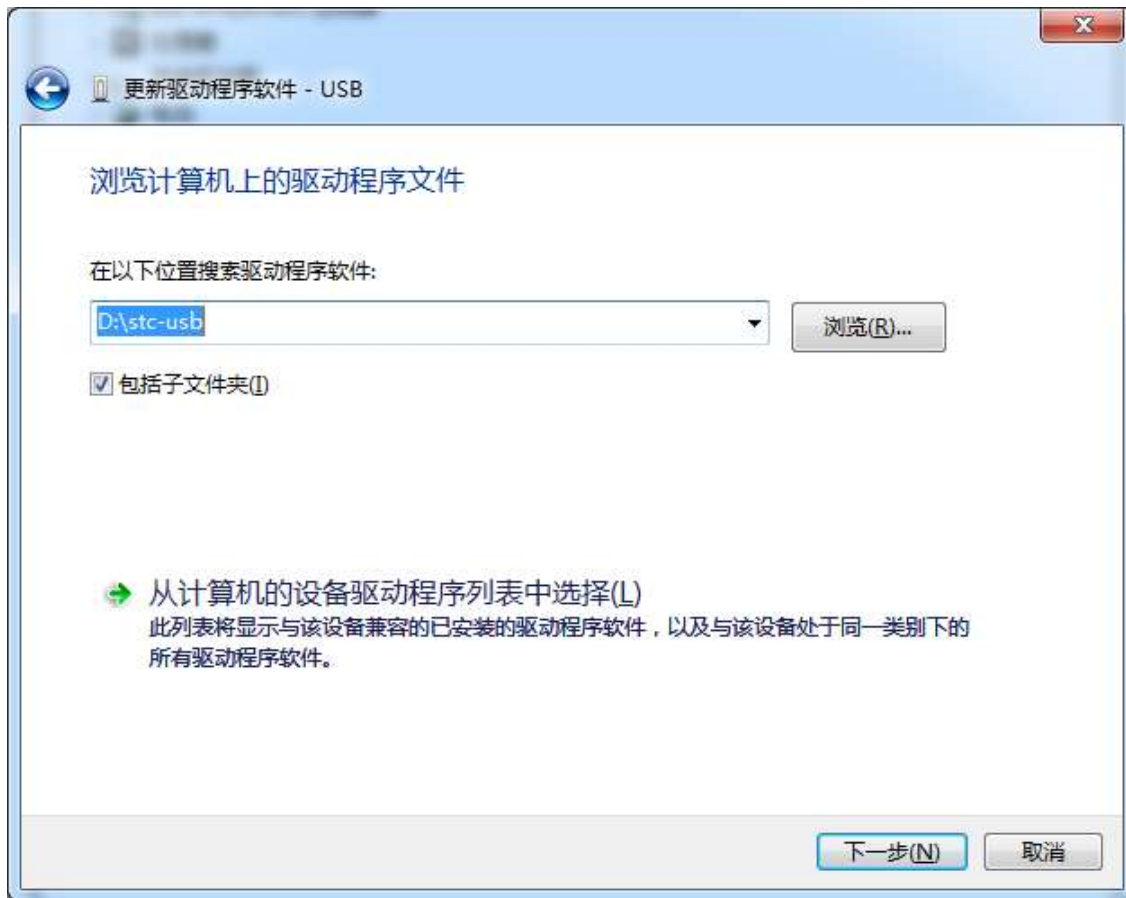 更新驱动程序软件 - USB
浏览计算机上的驱动程序文件
在以下位置搜索驱动程序软件:
D:\stc-usb
浏览(R)...
包括子文件夹(I)
从计算机的设备驱动程序列表中选择(L)
此列表将显示与该设备兼容的已安装的驱动程序软件，以及与该设备处于同一类别下的
所有驱动程序软件。
下一步(N)
取消